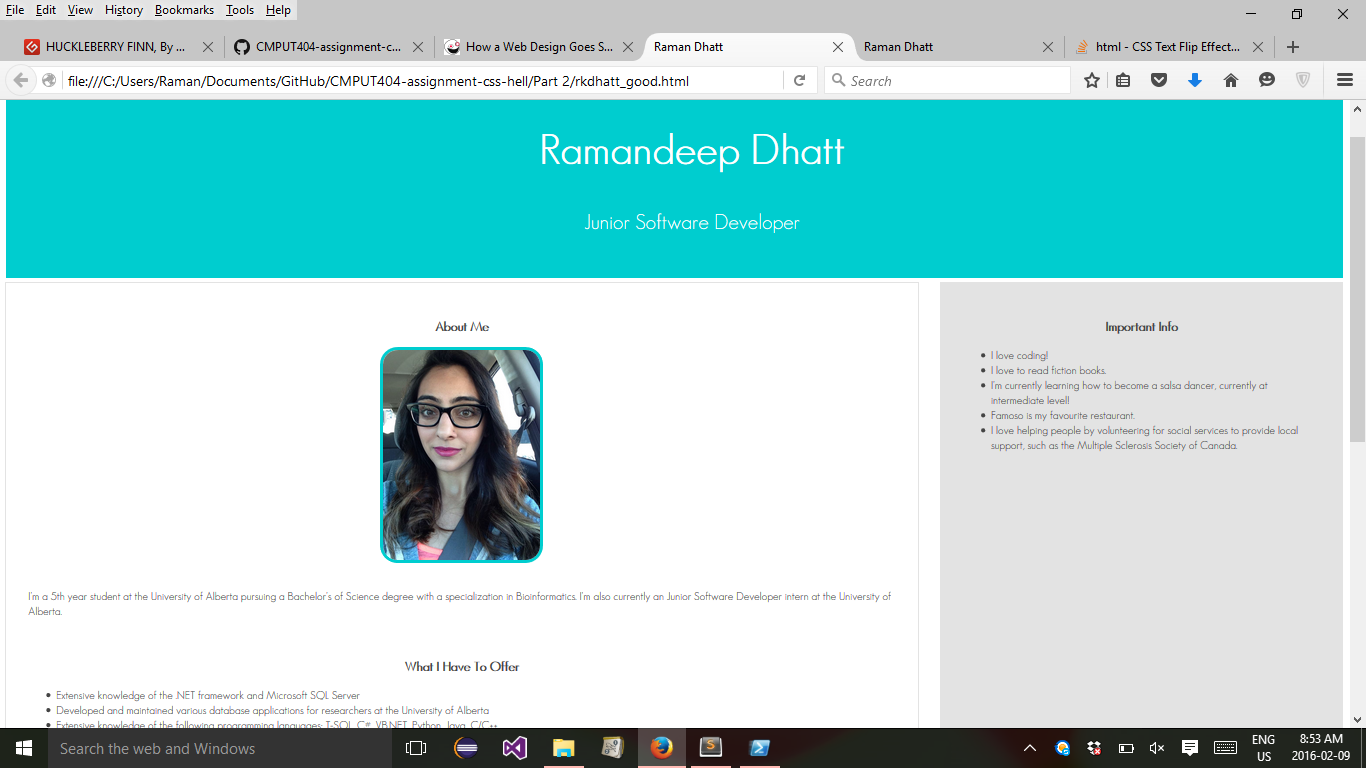 File Edit View History Bookmarks Tools Help
HUCKLEBERRY FINN, By ...
CMPUT404-assignment-c...
How a Web Design Goes S...
Raman Dhatt
Raman Dhatt
html - CSS Text Flip Effect...
file:///C:/Users/Raman/Documents/GitHub/CMPUT404-assignment-css-hell/Part 2/rkdhatt_good.html
Search
Ramandeep Dhatt
Junior Software Developer
About Me
I'm a 5th year student at the University of Alberta pursuing a Bachelor's of Science degree with a specialization in Bioinformatics. I'm also currently an Junior Software Developer intern at the University of
Alberta.
What I Have To Offer
Extensive knowledge of the .NET framework and Microsoft SQL Server
Developed and maintained various database applications for researchers at the University of Alberta
Extensive knowledge of the following programming languages: T-SQL, C#, VB.NET, Python, Java, C/C++
Important Info
I love coding!
I love to read fiction books.
I'm currently learning how to become a salsa dancer, currently at
intermediate level!
Famoso is my favourite restaurant.
I love helping people by volunteering for social services to provide local
support, such as the Multiple Sclerosis Society of Canada.
Search the web and Windows
ENG
US
8:53 AM
2016-02-09